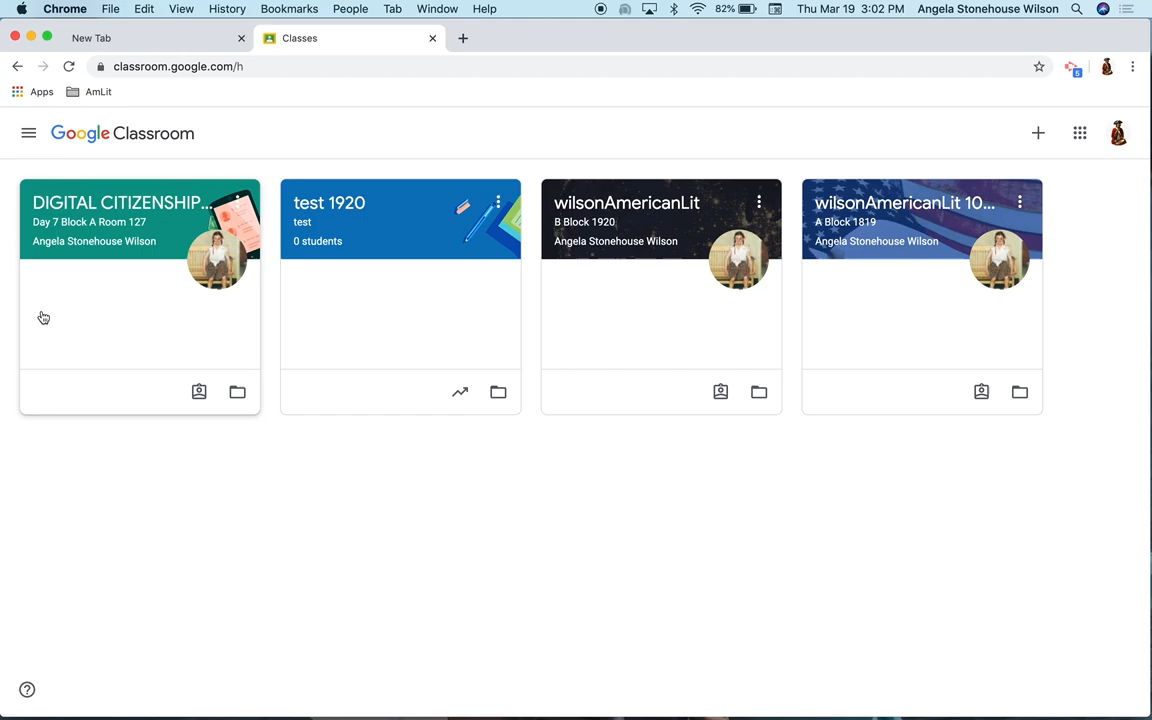 Chrome File Edit View History Bookmarks People Tab Window Help 82% Thu Mar 19 3:02 PM Angela Stonehouse Wilson
New Tab Classes
classroom.google.com/h 5
Apps AmLit
Google Classroom
DIGITAL CITIZENSHIP...
Day 7 Block A Room 127
Angela Stonehouse Wilson
test 1920
test
0 students
wilsonAmericanLit
B Block 1920
Angela Stonehouse Wilson
wilsonAmericanLit 10...
A Block 1819
Angela Stonehouse Wilson